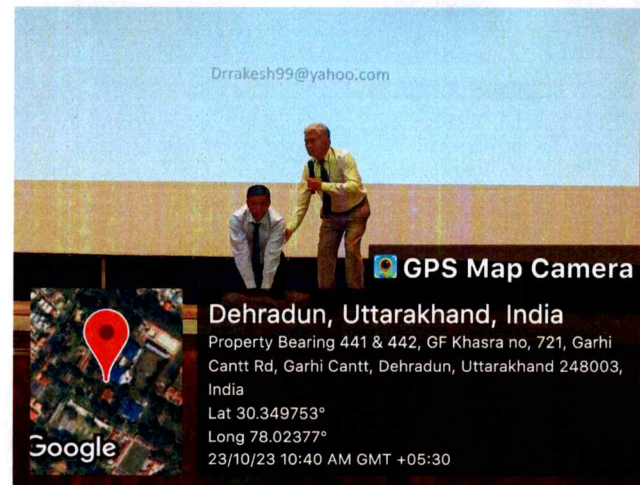 Drrakesh99@yahoo.com
GPS Map Camera
Dehradun, Uttarakhand, India
Property Bearing 441 & 442, GF Khasra no, 721, Garhi
Cantt Rd, Garhi Cantt, Dehradun, Uttarakhand 248003,
India
Lat 30.349753°
Long 78.02377°
23/10/23 10:40 AM GMT +05:30
Google